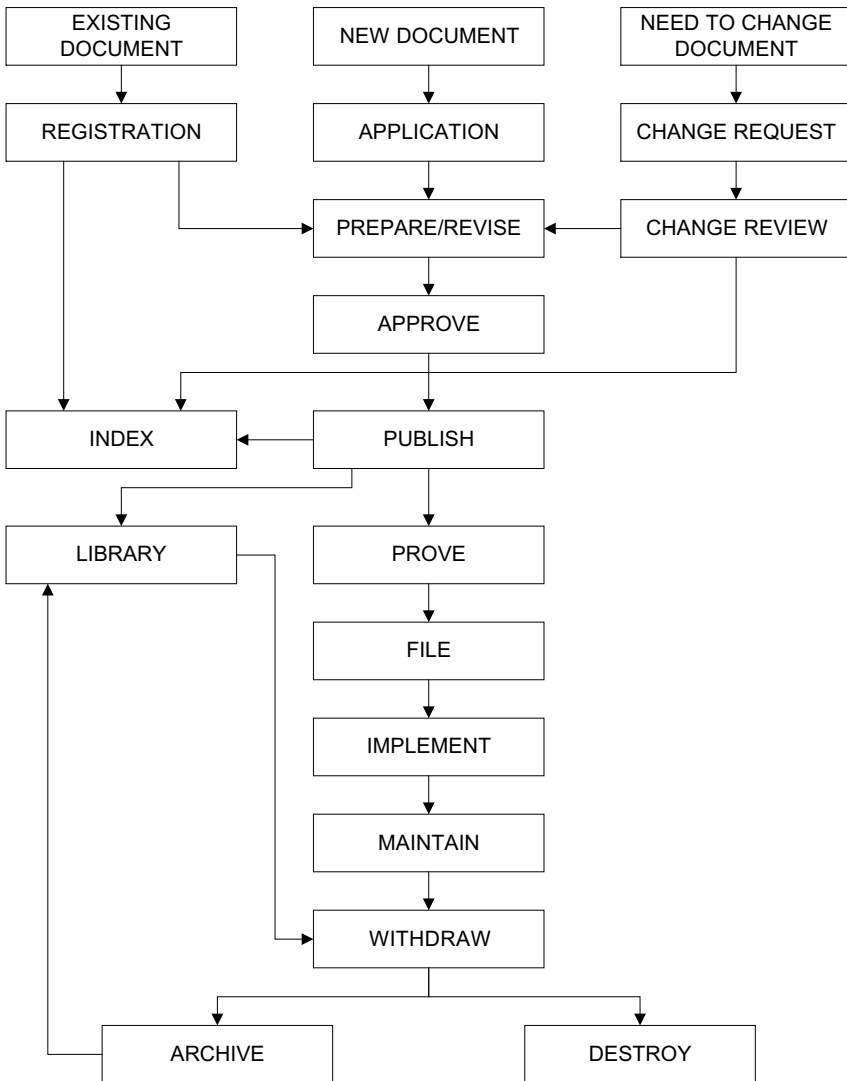 EXISTING
DOCUMENT
NEW DOCUMENT
NEED TO CHANGE
DOCUMENT
REGISTRATION
APPLICATION
CHANGE REQUEST
PREPARE/REVISE
CHANGE REVIEW
APPROVE
INDEX
PUBLISH
LIBRARY
PROVE
FILE
IMPLEMENT
MAINTAIN
WITHDRAW
ARCHIVE
DESTROY